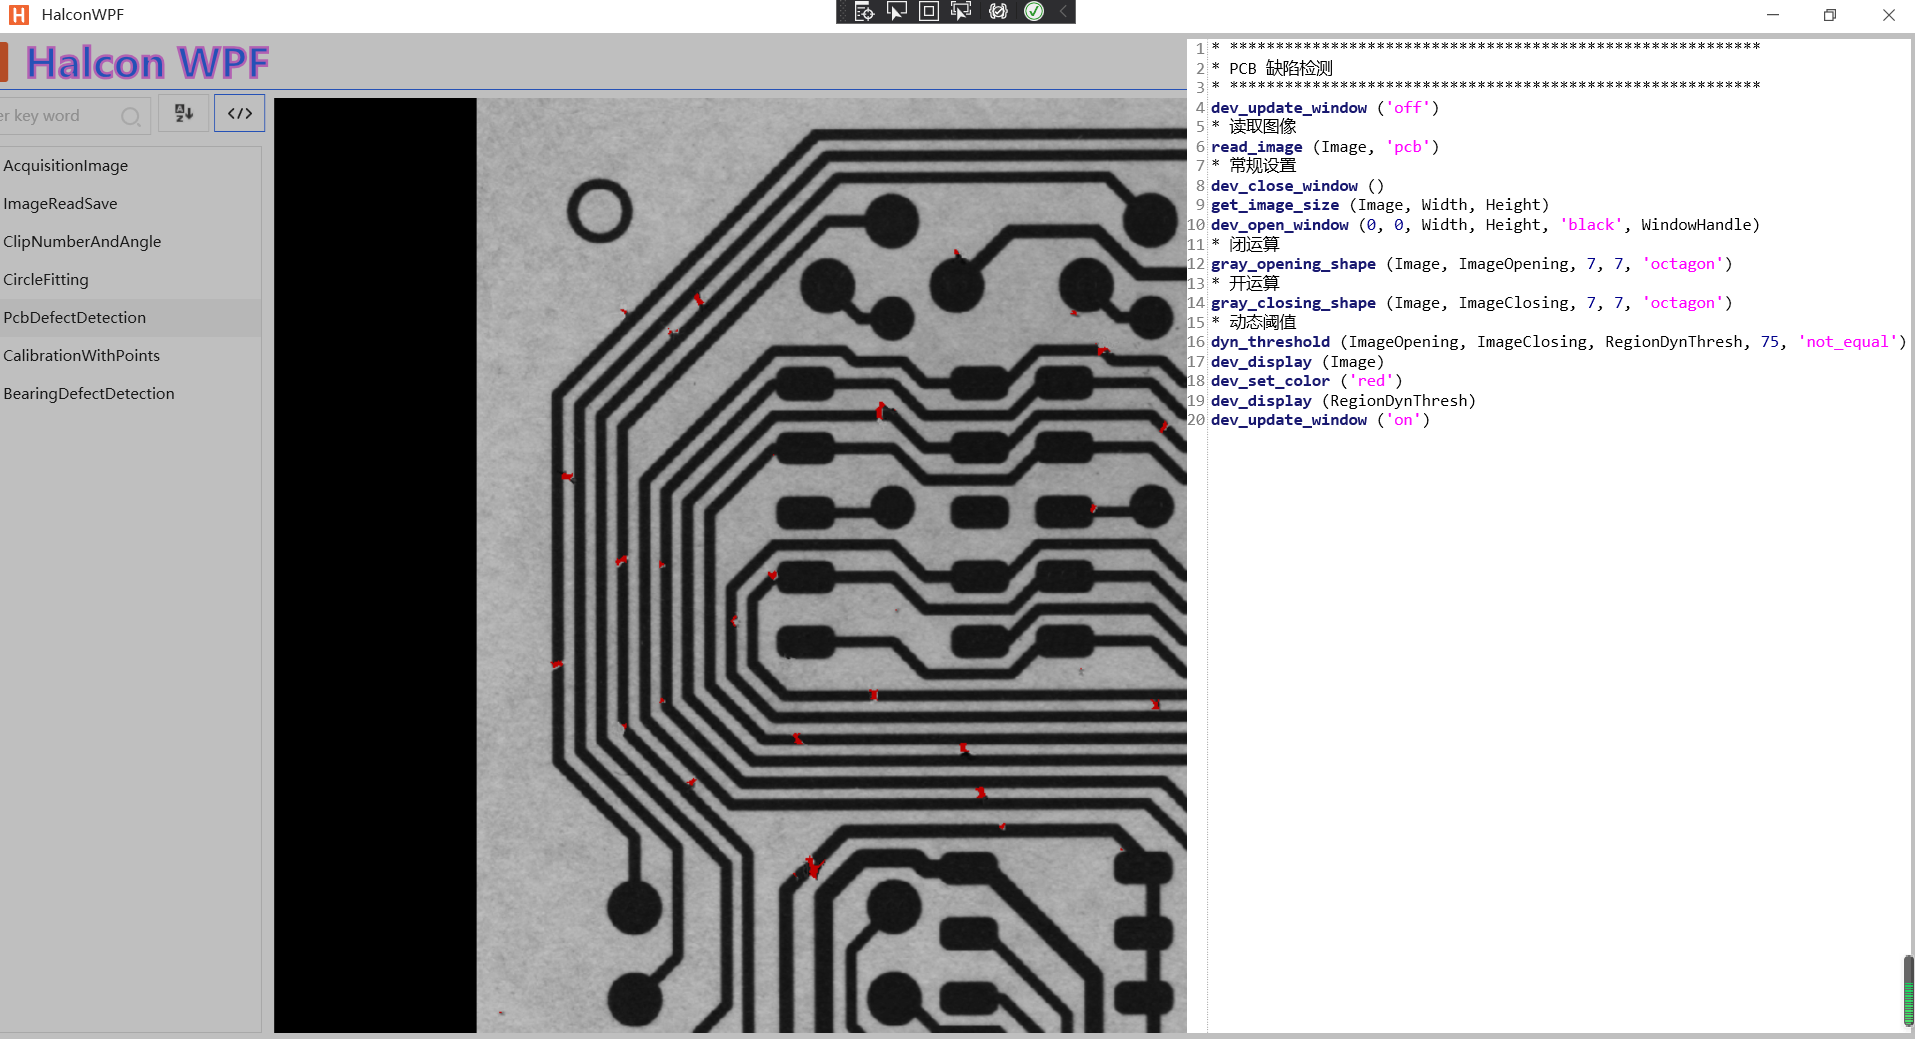 HalconWPF
Halcon WPF
er key word
AcquisitionImage
ImageReadSave
ClipNumberAndAngle
CircleFitting
PcbDefectDetection
CalibrationWithPoints
BearingDefectDetection
1 * **********************************************************
2 * PCB 缺陷检测
3 * **********************************************************
4 dev_update_window ('off')
5 * 读取图像
6 read_image (Image, 'pcb')
7 * 常规设置
8 dev_close_window ()
9 get_image_size (Image, Width, Height)
10 dev_open_window (0, 0, Width, Height, 'black', WindowHandle)
11 * 闭运算
12 gray_opening_shape (Image, ImageOpening, 7, 7, 'octagon')
13 * 开运算
14 gray_closing_shape (Image, ImageClosing, 7, 7, 'octagon')
15 * 动态阈值
16 dyn_threshold (ImageOpening, ImageClosing, RegionDynThresh, 75, 'not_equal')
17 dev_display (Image)
18 dev_set_color ('red')
19 dev_display (RegionDynThresh)
20 dev_update_window ('on')